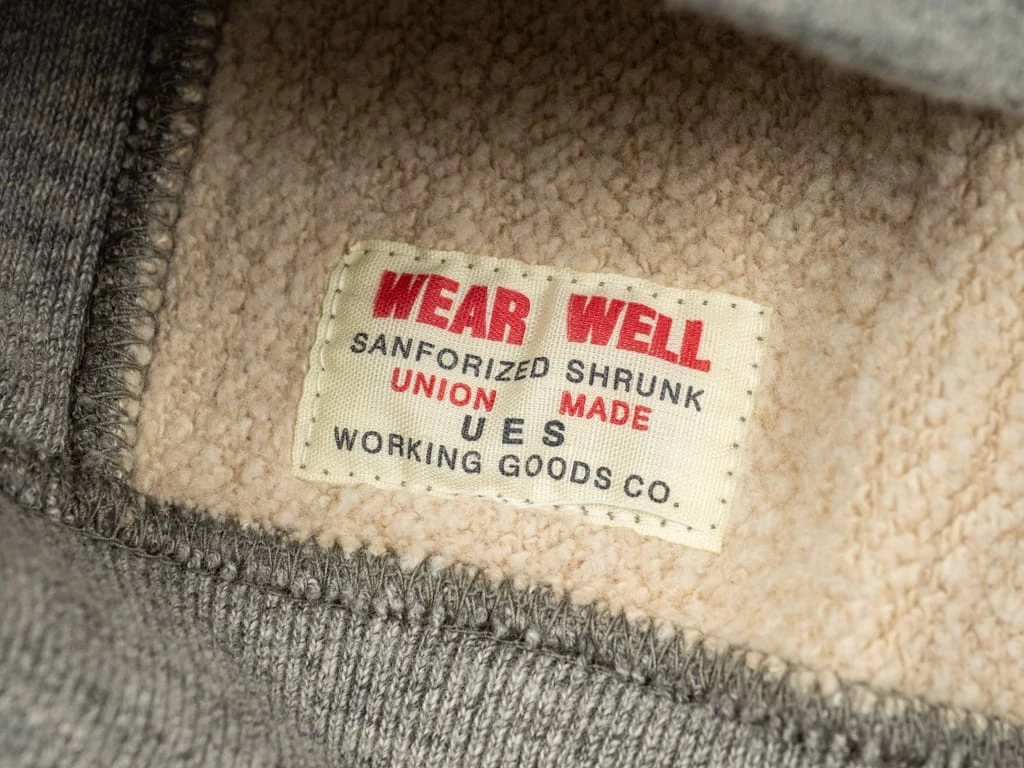 WEAR WELL
SANFORIZED SHRUNK
UNION MADE
UES
WORKING GOODS CO.